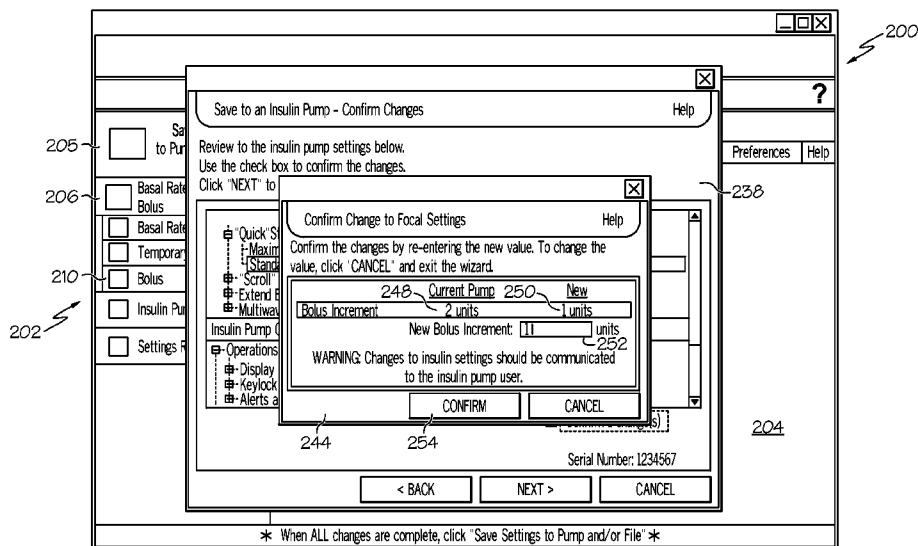 200
?
205
Sa
to Pur
Preferences Help
Save to an Insulin Pump - Confirm Changes Help
Review to the insulin pump settings below.
Use the check box to confirm the changes.
Click "NEXT" to
238
206
Basal Rate
Bolus
Basal Rate
Temporary
210
Bolus
202
Insulin Pur
Settings R
"Quick" St
Maxim
Standa
"Scroll"
Extend B
Multiwav
Insulin Pump C
Operations
Display
Keylock
Alerts a
Confirm Change to Focal Settings Help
Confirm the changes by re-entering the new value. To change the
value, click "CANCEL" and exit the wizard.
248 Current Pump 250 New
Bolus Increment 2 units 1 units
New Bolus Increment: 1 units
252
WARNING: Changes to insulin settings should be communicated
to the insulin pump user.
CONFIRM CANCEL
244 254
204
Serial Number: 1234567
< BACK NEXT > CANCEL
* When ALL changes are complete, click "Save Settings to Pump and/or File" *